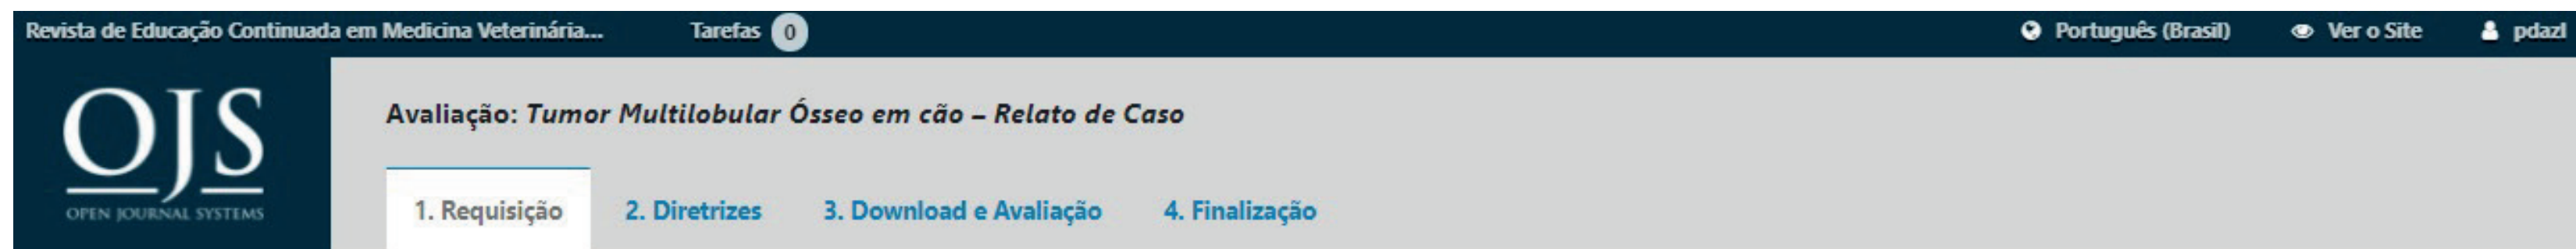 Revista de Educação Continuada em Medicina Veterinária... Tarefas 0 Português (Brasil) Ver o Site pdazl
OJS
OPEN JOURNAL SYSTEMS
Avaliação: Tumor Multilobular Ósseo em cão – Relato de Caso
1. Requisição 2. Diretrizes 3. Download e Avaliação 4. Finalização